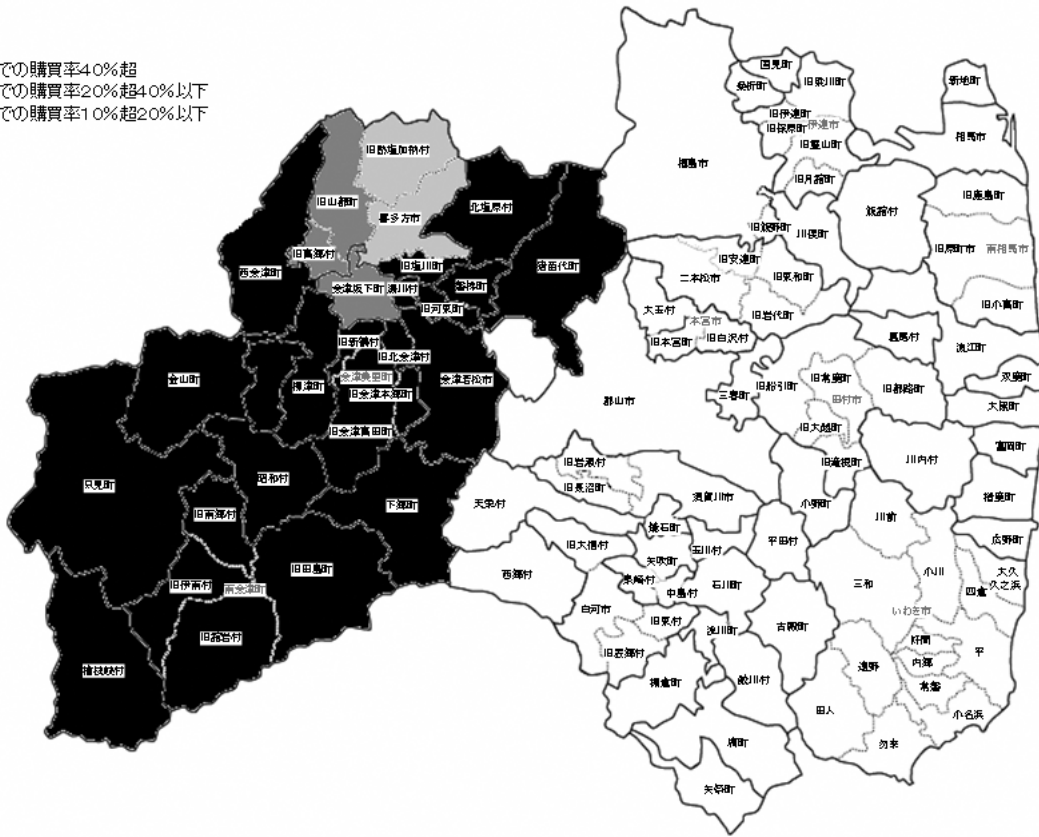 での購買率40%超
での購買率20%超40%以下
での購買率10%超20%以下
国見町
桑折町
旧梁川町
新地町
旧伊達町
伊達市
旧保原町
旧霊山町
相馬市
旧熱塩加納村
福島市
旧月舘町
旧山都町
北塩原村
飯舘村
旧鹿島町
喜多方市
旧飯野町
川俣町
旧高郷村
旧原町市
南相馬市
西会津町
旧塩川町
猪苗代町
旧安達町
二本松市
旧東和町
会津坂下町
湯川村
磐梯町
旧小高町
旧河東町
大玉村
本宮市
旧岩代町
旧新鶴村
旧本宮町
旧白沢村
葛尾村
浪江町
旧北会津村
金山町
柳津町
会津美里町
会津若松市
旧常葉町
双葉町
旧会津本郷町
旧船引町
旧都路町
三春町
郡山市
田村市
大熊町
旧会津高田町
旧大越町
富岡町
旧岩瀬村
旧滝根町
川内村
昭和村
只見町
旧長沼町
須賀川市
楢葉町
天栄村
下郷町
小野町
旧南郷村
川前
鏡石町
平田村
広野町
旧大信村
矢吹町
玉川村
旧田島町
西郷村
泉崎村
石川町
小川
大久
久之浜
旧伊南村
南会津町
中島村
三和
四倉
白河市
旧東村
いわき市
浅川町
古殿町
旧舘岩村
好間
旧表郷村
内郷
平
檜枝岐村
遠野
棚倉町
鮫川村
常磐
田人
小名浜
塙町
勿来
矢祭町